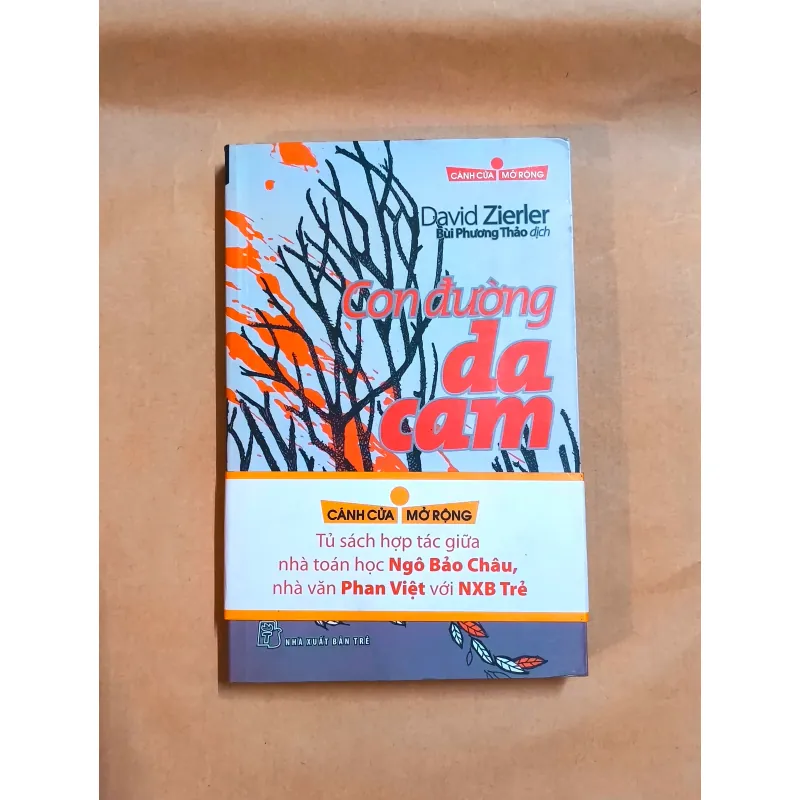 CÁNH CỬA MỞ RỘNG
David Zierler
Bùi Phương Thảo dịch
Con đường
da
cam
CÁNH CỬA MỞ RỘNG
Tủ sách hợp tác giữa
nhà toán học Ngô Bảo Châu,
nhà văn Phan Việt với NXB Trẻ
NHÀ XUẤT BẢN TRẺ